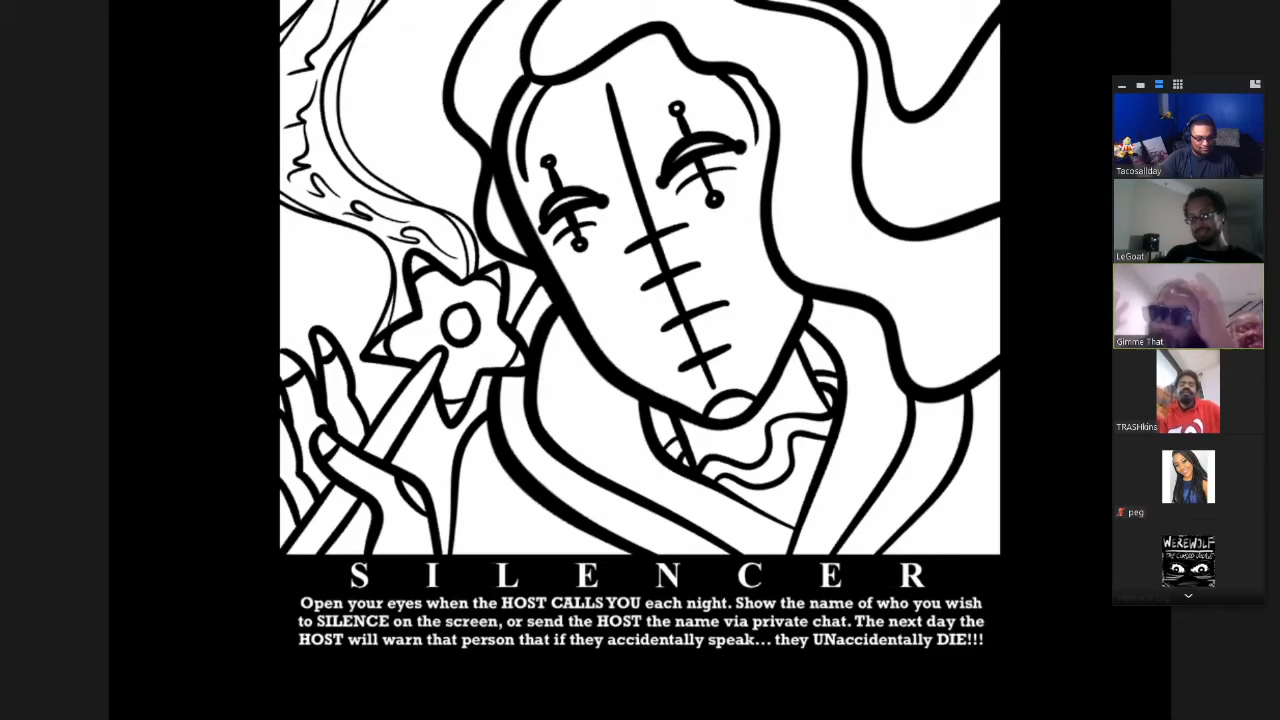 S I L E N C E R
Open your eyes when the HOST CALLS YOU each night. Show the name of who you wish
to SILENCE on the screen, or send the HOST the name via private chat. The next day the
HOST will warn that person that if they accidentally speak... they UNaccidentally DIE!!!
Tacosallday
LeGoat
Gimme That
TRASHkins
peg
WEREWOLF